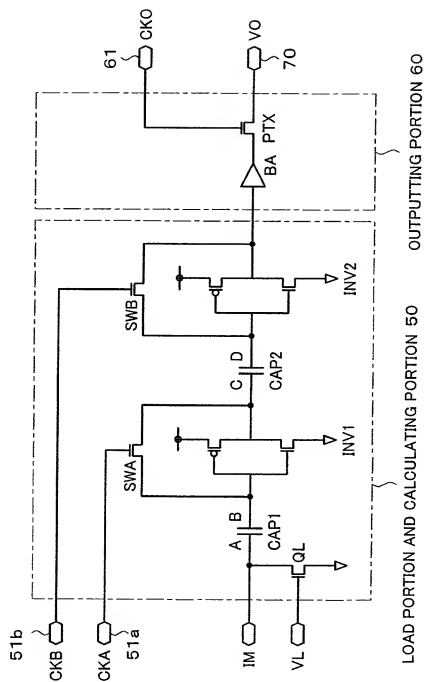 51b
CKB
CKA
51a
IM
VL
A B
CAP1
QL
SWA
INV1
C D
CAP2
SWB
INV2
BA
PTX
61
CKO
VO
70
LOAD PORTION AND CALCULATING PORTION 50
OUTPUTTING PORTION 60